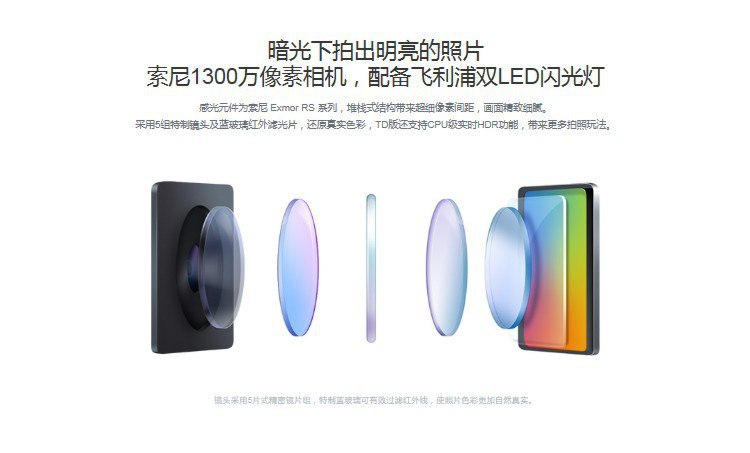 暗光下拍出明亮的照片
索尼1300万像素相机，配备飞利浦双LED闪光灯
感光元件为索尼 Exmor RS 系列，堆栈式结构带来超细像素间距，画面精致细腻。
采用5组特制镜头及蓝玻璃红外滤光片，还原真实色彩，TD版还支持CPU级实时HDR功能，带来更多拍照玩法。
镜头采用5片式精密镜片组，特制蓝玻璃可有效过滤红外线，使照片色彩更加自然真实。